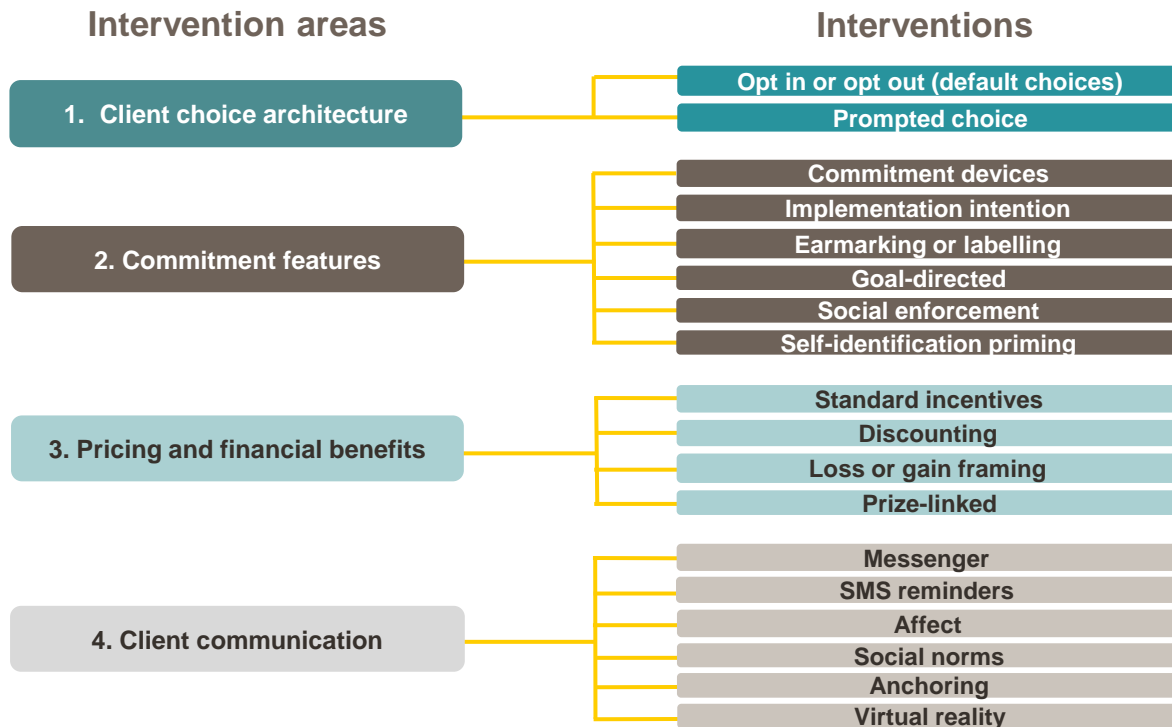 Intervention areas
Interventions
1. Client choice architecture
Opt in or opt out (default choices)
Prompted choice
2. Commitment features
Commitment devices
Implementation intention
Earmarking or labelling
Goal-directed
Social enforcement
Self-identification priming
3. Pricing and financial benefits
Standard incentives
Discounting
Loss or gain framing
Prize-linked
4. Client communication
Messenger
SMS reminders
Affect
Social norms
Anchoring
Virtual reality